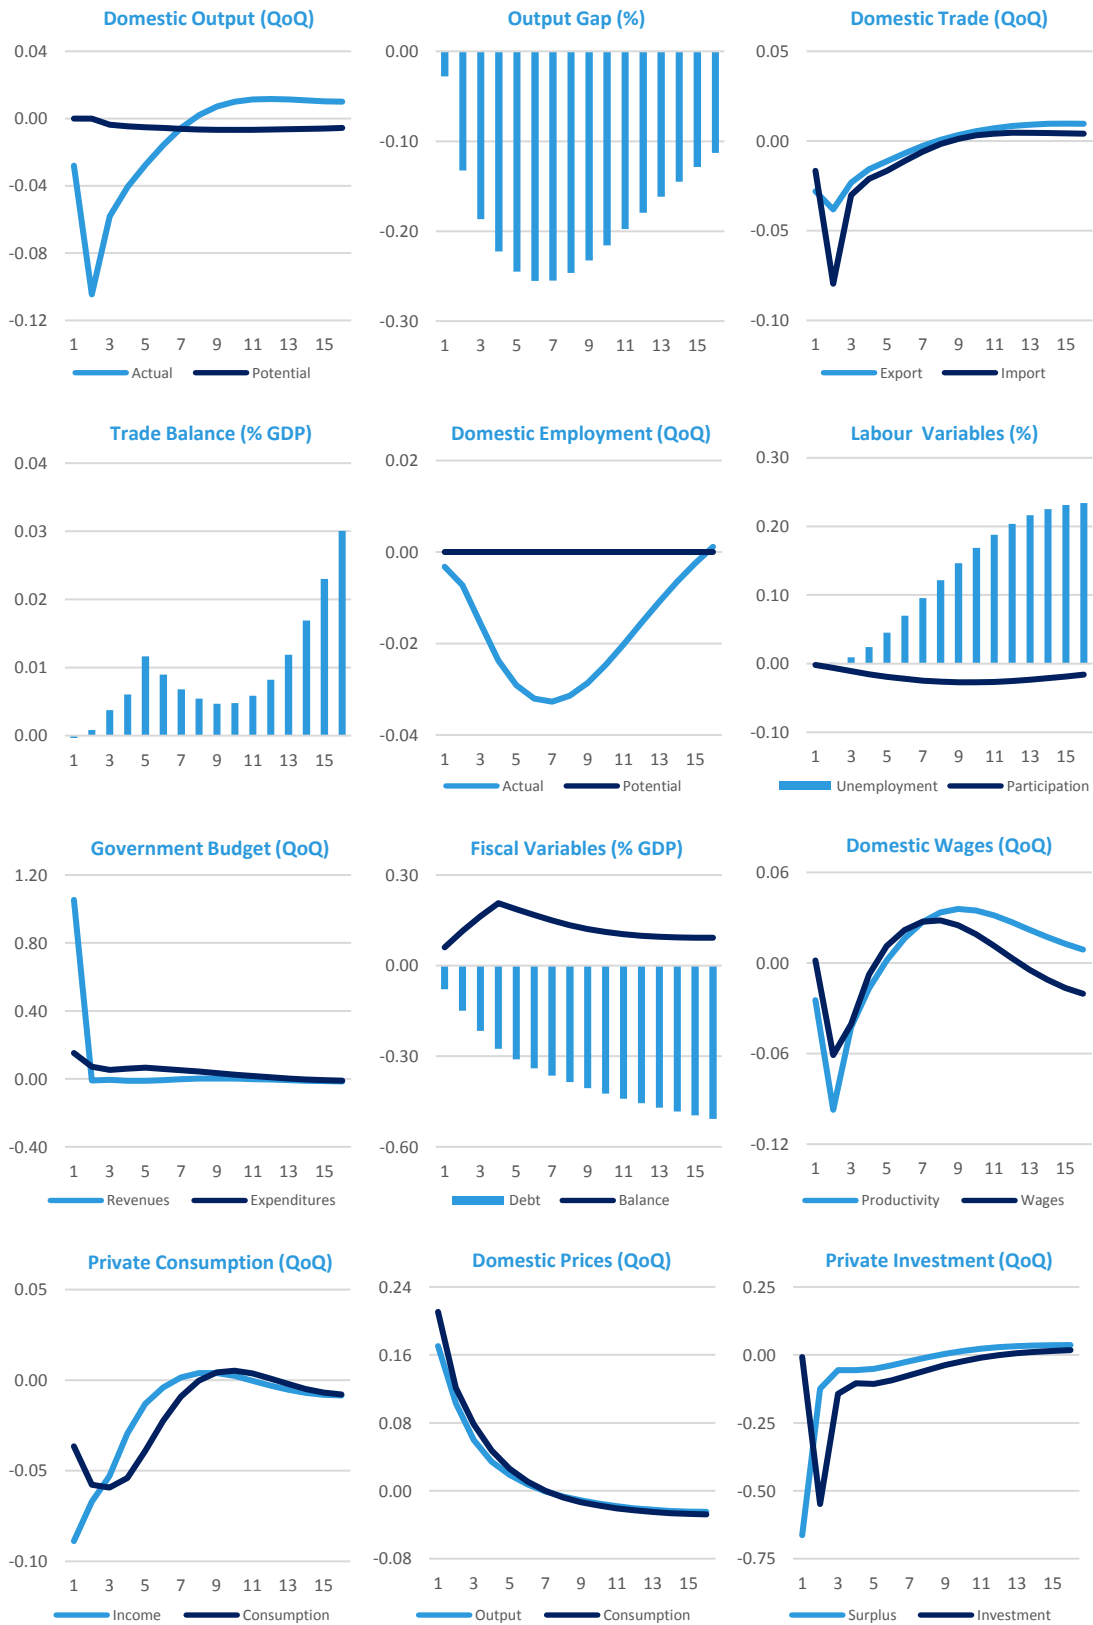 Domestic Output (QoQ)
0.04
0.00
-0.04
-0.08
-0.12
1 3 5 7 9 11 13 15
Actual Potential
Output Gap (%)
0.00
-0.10
-0.20
-0.30
1 3 5 7 9 11 13 15
Domestic Trade (QoQ)
0.05
0.00
-0.05
-0.10
1 3 5 7 9 11 13 15
Export Import
Trade Balance (% GDP)
0.04
0.03
0.02
0.01
0.00
1 3 5 7 9 11 13 15
Domestic Employment (QoQ)
0.02
0.00
-0.02
-0.04
1 3 5 7 9 11 13 15
Actual Potential
Labour Variables (%)
0.30
0.20
0.10
0.00
-0.10
1 3 5 7 9 11 13 15
Unemployment Participation
Government Budget (QoQ)
1.20
0.80
0.40
0.00
-0.40
1 3 5 7 9 11 13 15
Revenues Expenditures
Fiscal Variables (% GDP)
0.30
0.00
-0.30
-0.60
1 3 5 7 9 11 13 15
Debt Balance
Domestic Wages (QoQ)
0.06
0.00
-0.06
-0.12
1 3 5 7 9 11 13 15
Productivity Wages
Private Consumption (QoQ)
0.05
0.00
-0.05
-0.10
1 3 5 7 9 11 13 15
Income Consumption
Domestic Prices (QoQ)
0.24
0.16
0.08
0.00
-0.08
1 3 5 7 9 11 13 15
Output Consumption
Private Investment (QoQ)
0.25
0.00
-0.25
-0.50
-0.75
1 3 5 7 9 11 13 15
Surplus Investment